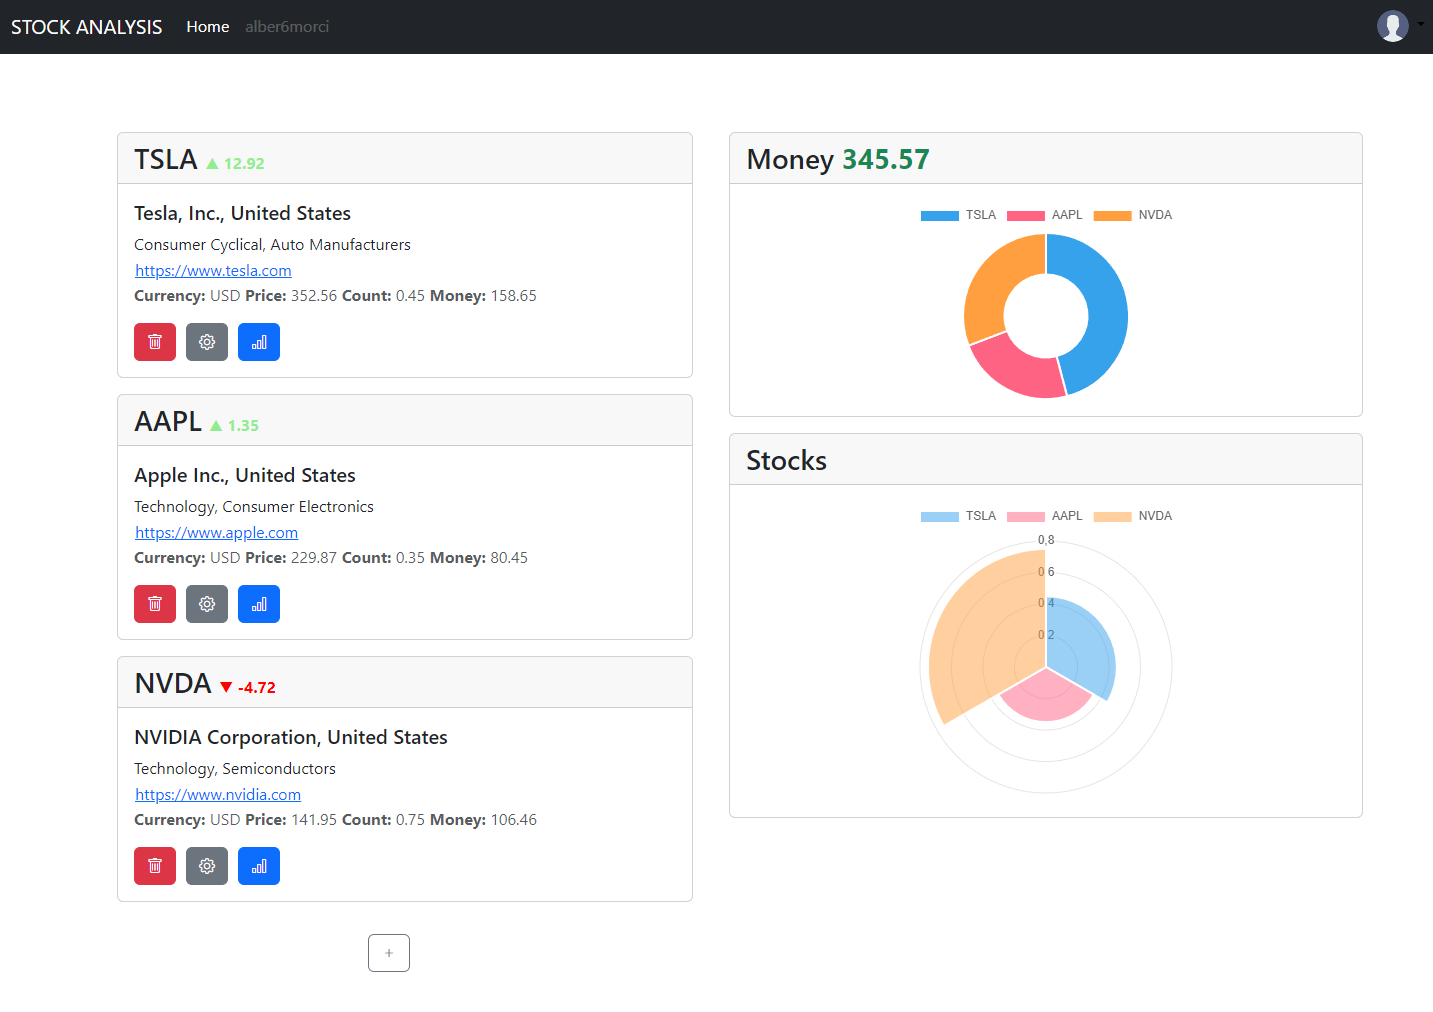 STOCK ANALYSIS Home alber6morci
TSLA ▲ 12.92
Tesla, Inc., United States
Consumer Cyclical, Auto Manufacturers
https://www.tesla.com
Currency: USD Price: 352.56 Count: 0.45 Money: 158.65
AAPL ▲ 1.35
Apple Inc., United States
Technology, Consumer Electronics
https://www.apple.com
Currency: USD Price: 229.87 Count: 0.35 Money: 80.45
NVDA ▼ -4.72
NVIDIA Corporation, United States
Technology, Semiconductors
https://www.nvidia.com
Currency: USD Price: 141.95 Count: 0.75 Money: 106.46
+
Money 345.57
TSLA AAPL NVDA
Stocks
TSLA AAPL NVDA
0,8
0,6
0,4
0,2